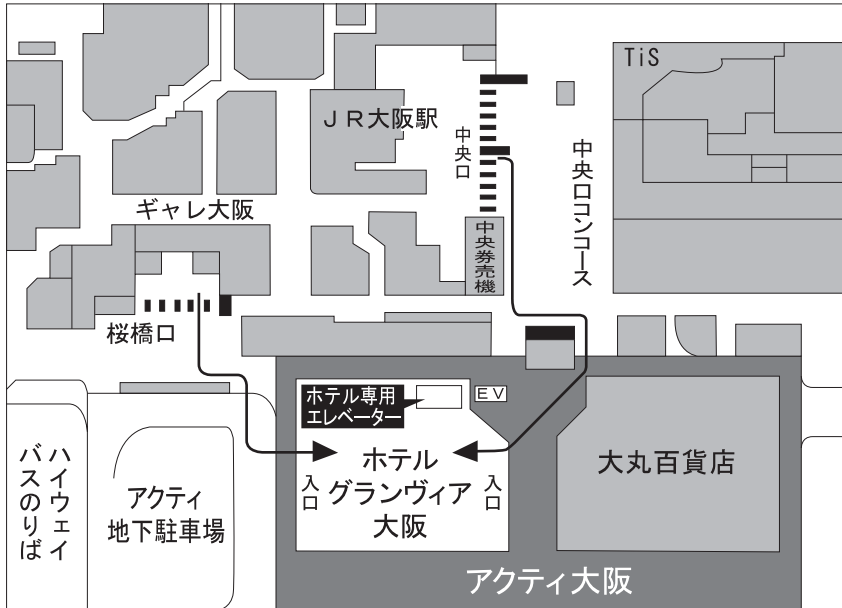 TiS
JR大阪駅
中央口
中央口コンコース
ギャレ大阪
中央券売機
桜橋口
ホテル専用
エレベーター
EV
ハイウェイ
バスのりば
アクティ
地下駐車場
入口
ホテル
グランヴィア
大阪
入口
大丸百貨店
アクティ大阪